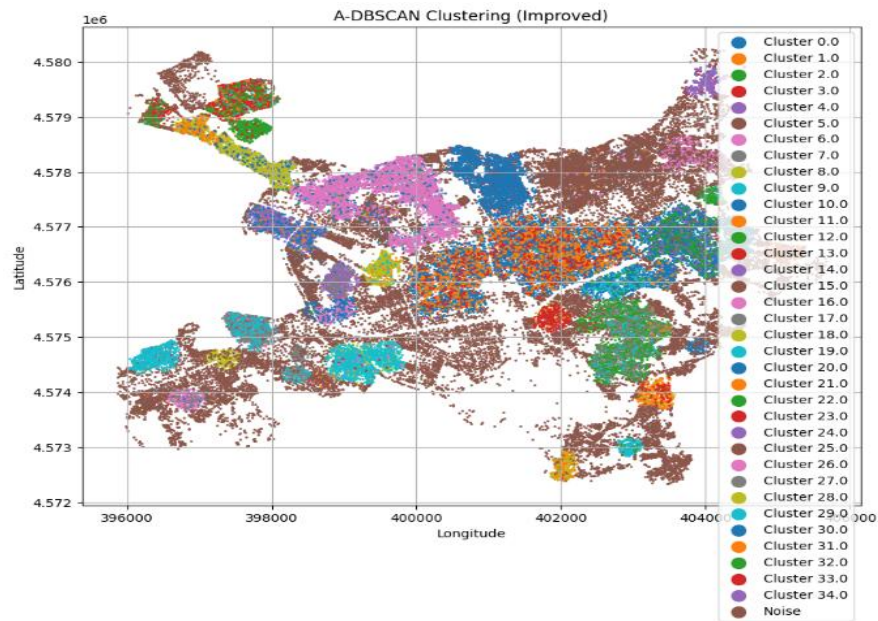 A-DBSCAN Clustering (Improved)
1e6
4.580
4.579
4.578
4.577
4.576
4.575
4.574
4.573
4.572
Latitude
396000
398000
400000
402000
404000
406000
Longitude
Cluster 0.0
Cluster 1.0
Cluster 2.0
Cluster 3.0
Cluster 4.0
Cluster 5.0
Cluster 6.0
Cluster 7.0
Cluster 8.0
Cluster 9.0
Cluster 10.0
Cluster 11.0
Cluster 12.0
Cluster 13.0
Cluster 14.0
Cluster 15.0
Cluster 16.0
Cluster 17.0
Cluster 18.0
Cluster 19.0
Cluster 20.0
Cluster 21.0
Cluster 22.0
Cluster 23.0
Cluster 24.0
Cluster 25.0
Cluster 26.0
Cluster 27.0
Cluster 28.0
Cluster 29.0
Cluster 30.0
Cluster 31.0
Cluster 32.0
Cluster 33.0
Cluster 34.0
Noise